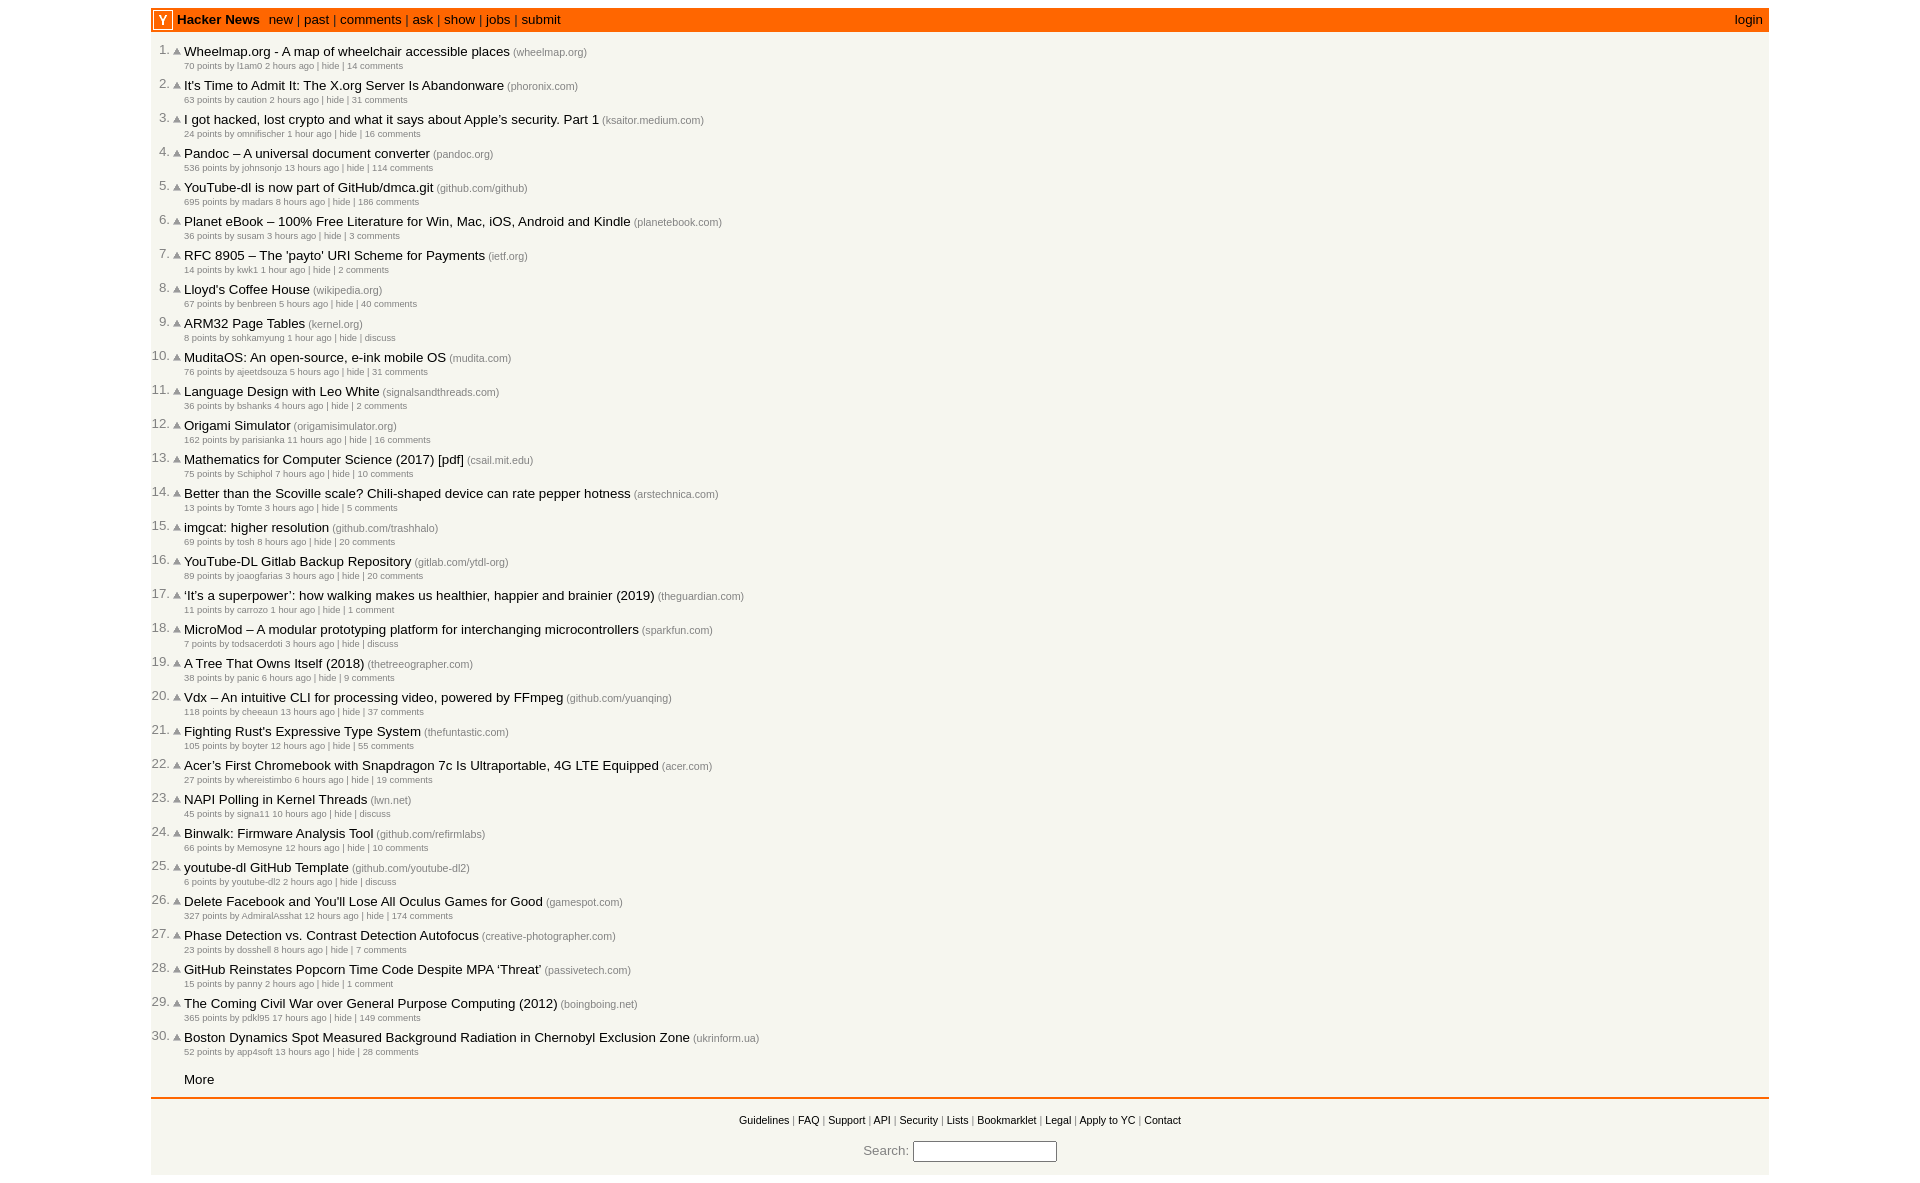 Y Hacker News new | past | comments | ask | show | jobs | submit login
1. Wheelmap.org - A map of wheelchair accessible places (wheelmap.org)
70 points by l1am0 2 hours ago | hide | 14 comments
2. It's Time to Admit It: The X.org Server Is Abandonware (phoronix.com)
63 points by caution 2 hours ago | hide | 31 comments
3. I got hacked, lost crypto and what it says about Apple’s security. Part 1 (ksaitor.medium.com)
24 points by omnifischer 1 hour ago | hide | 16 comments
4. Pandoc – A universal document converter (pandoc.org)
536 points by johnsonjo 13 hours ago | hide | 114 comments
5. YouTube-dl is now part of GitHub/dmca.git (github.com/github)
695 points by madars 8 hours ago | hide | 186 comments
6. Planet eBook – 100% Free Literature for Win, Mac, iOS, Android and Kindle (planetebook.com)
36 points by susam 3 hours ago | hide | 3 comments
7. RFC 8905 – The 'payto' URI Scheme for Payments (ietf.org)
14 points by kwk1 1 hour ago | hide | 2 comments
8. Lloyd's Coffee House (wikipedia.org)
67 points by benbreen 5 hours ago | hide | 40 comments
9. ARM32 Page Tables (kernel.org)
8 points by sohkamyung 1 hour ago | hide | discuss
10. MuditaOS: An open-source, e-ink mobile OS (mudita.com)
76 points by ajeetdsouza 5 hours ago | hide | 31 comments
11. Language Design with Leo White (signalsandthreads.com)
36 points by bshanks 4 hours ago | hide | 2 comments
12. Origami Simulator (origamisimulator.org)
162 points by parisianka 11 hours ago | hide | 16 comments
13. Mathematics for Computer Science (2017) [pdf] (csail.mit.edu)
75 points by Schiphol 7 hours ago | hide | 10 comments
14. Better than the Scoville scale? Chili-shaped device can rate pepper hotness (arstechnica.com)
13 points by Tomte 3 hours ago | hide | 5 comments
15. imgcat: higher resolution (github.com/trashhalo)
69 points by tosh 8 hours ago | hide | 20 comments
16. YouTube-DL Gitlab Backup Repository (gitlab.com/ytdl-org)
89 points by joaogfarias 3 hours ago | hide | 20 comments
17. ‘It’s a superpower’: how walking makes us healthier, happier and brainier (2019) (theguardian.com)
11 points by carrozo 1 hour ago | hide | 1 comment
18. MicroMod – A modular prototyping platform for interchanging microcontrollers (sparkfun.com)
7 points by todsacerdoti 3 hours ago | hide | discuss
19. A Tree That Owns Itself (2018) (thetreeographer.com)
38 points by panic 6 hours ago | hide | 9 comments
20. Vdx – An intuitive CLI for processing video, powered by FFmpeg (github.com/yuanqing)
118 points by cheeaun 13 hours ago | hide | 37 comments
21. Fighting Rust's Expressive Type System (thefuntastic.com)
105 points by boyter 12 hours ago | hide | 55 comments
22. Acer’s First Chromebook with Snapdragon 7c Is Ultraportable, 4G LTE Equipped (acer.com)
27 points by whereistimbo 6 hours ago | hide | 19 comments
23. NAPI Polling in Kernel Threads (lwn.net)
45 points by signa11 10 hours ago | hide | discuss
24. Binwalk: Firmware Analysis Tool (github.com/refirmlabs)
66 points by Memosyne 12 hours ago | hide | 10 comments
25. youtube-dl GitHub Template (github.com/youtube-dl2)
6 points by youtube-dl2 2 hours ago | hide | discuss
26. Delete Facebook and You'll Lose All Oculus Games for Good (gamespot.com)
327 points by AdmiralAsshat 12 hours ago | hide | 174 comments
27. Phase Detection vs. Contrast Detection Autofocus (creative-photographer.com)
23 points by dosshell 8 hours ago | hide | 7 comments
28. GitHub Reinstates Popcorn Time Code Despite MPA ‘Threat’ (passivetech.com)
15 points by panny 2 hours ago | hide | 1 comment
29. The Coming Civil War over General Purpose Computing (2012) (boingboing.net)
365 points by pdkl95 17 hours ago | hide | 149 comments
30. Boston Dynamics Spot Measured Background Radiation in Chernobyl Exclusion Zone (ukrinform.ua)
52 points by app4soft 13 hours ago | hide | 28 comments
More
Guidelines | FAQ | Support | API | Security | Lists | Bookmarklet | Legal | Apply to YC | Contact
Search: